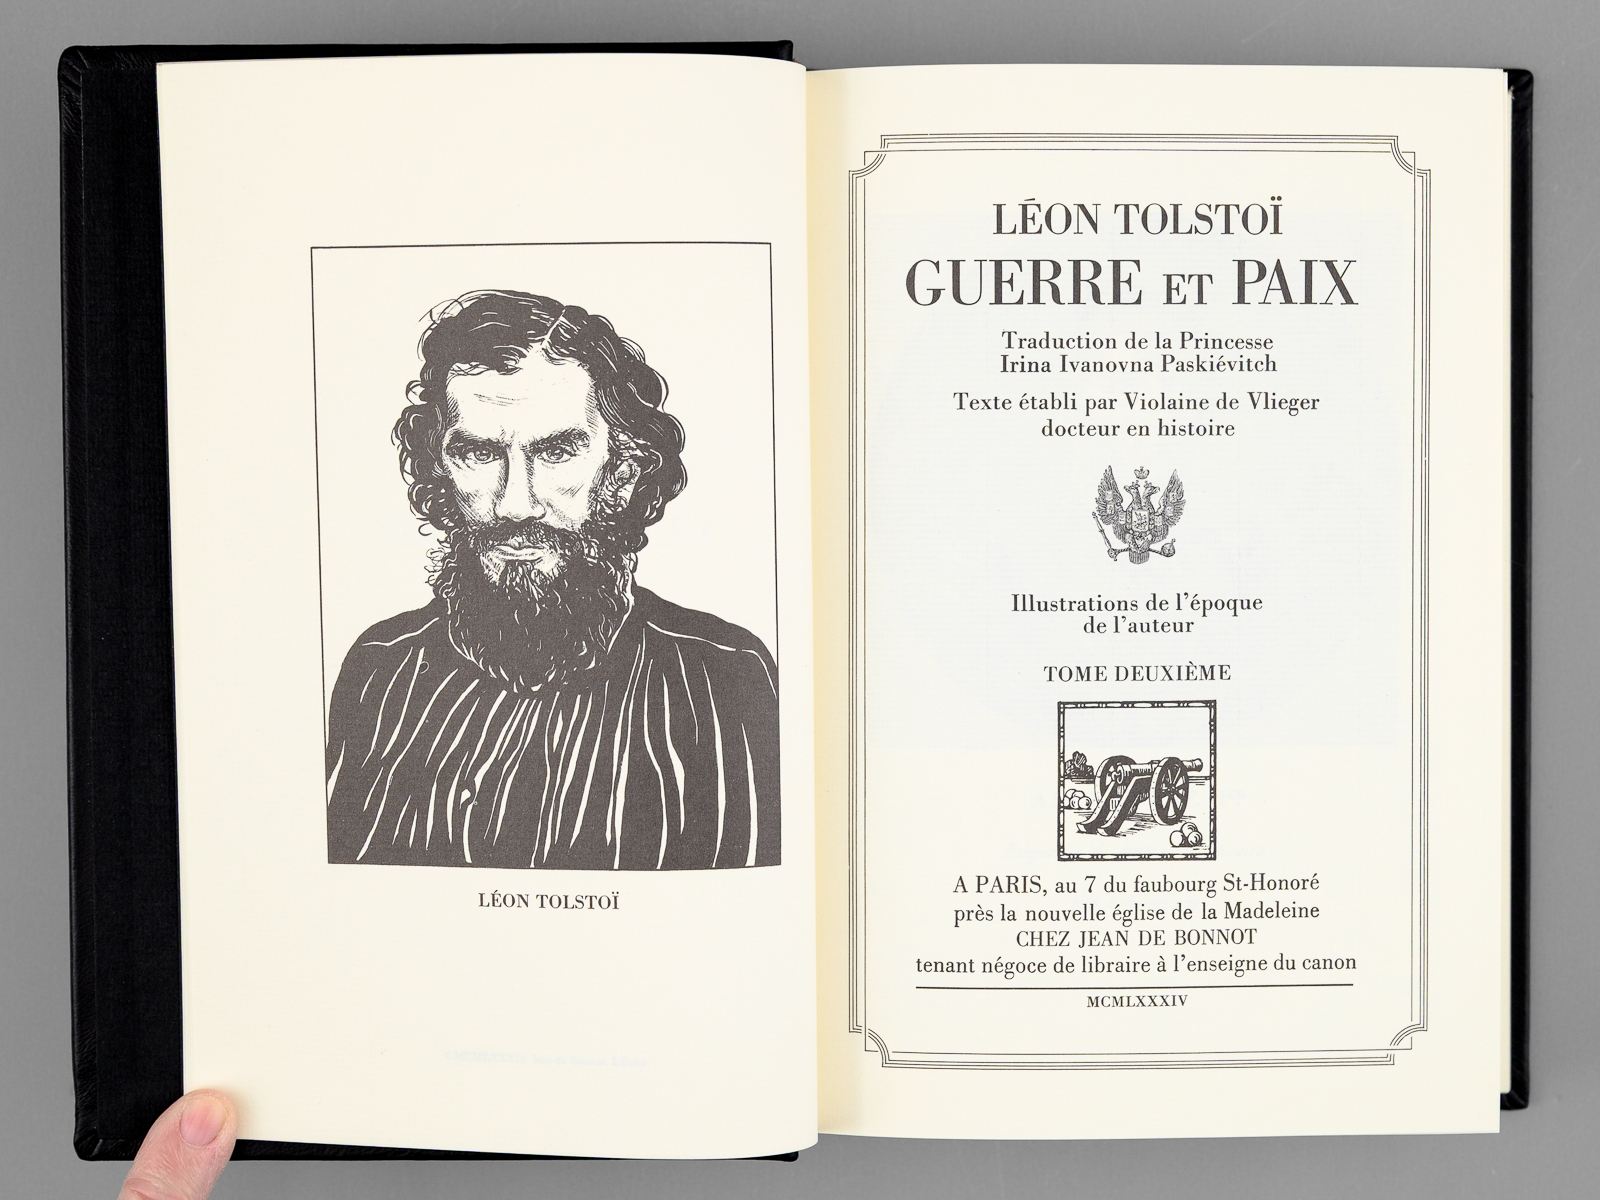 LÉON TOLSTOÏ
LÉON TOLSTOÏ
GUERRE ET PAIX
Traduction de la Princesse
Irina Ivanovna Paskiévitch
Texte établi par Violaine de Vlieger
docteur en histoire
Illustrations de l'époque
de l'auteur
TOME DEUXIÈME
A PARIS, au 7 du faubourg St-Honoré
près la nouvelle église de la Madeleine
CHEZ JEAN DE BONNOT
tenant négoce de libraire à l'enseigne du canon
MCMLXXXIV